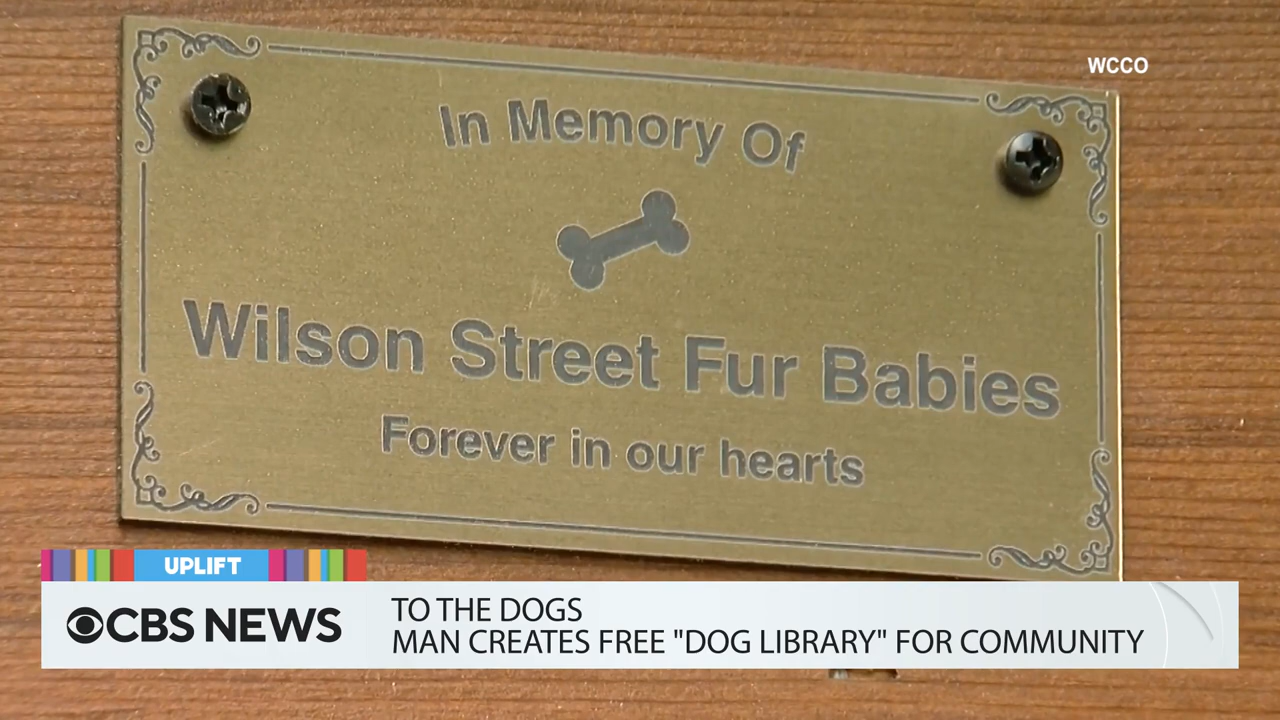 WCCO
In Memory Of
Wilson Street Fur Babies
Forever in our hearts
UPLIFT
CBS NEWS
TO THE DOGS
MAN CREATES FREE "DOG LIBRARY" FOR COMMUNITY